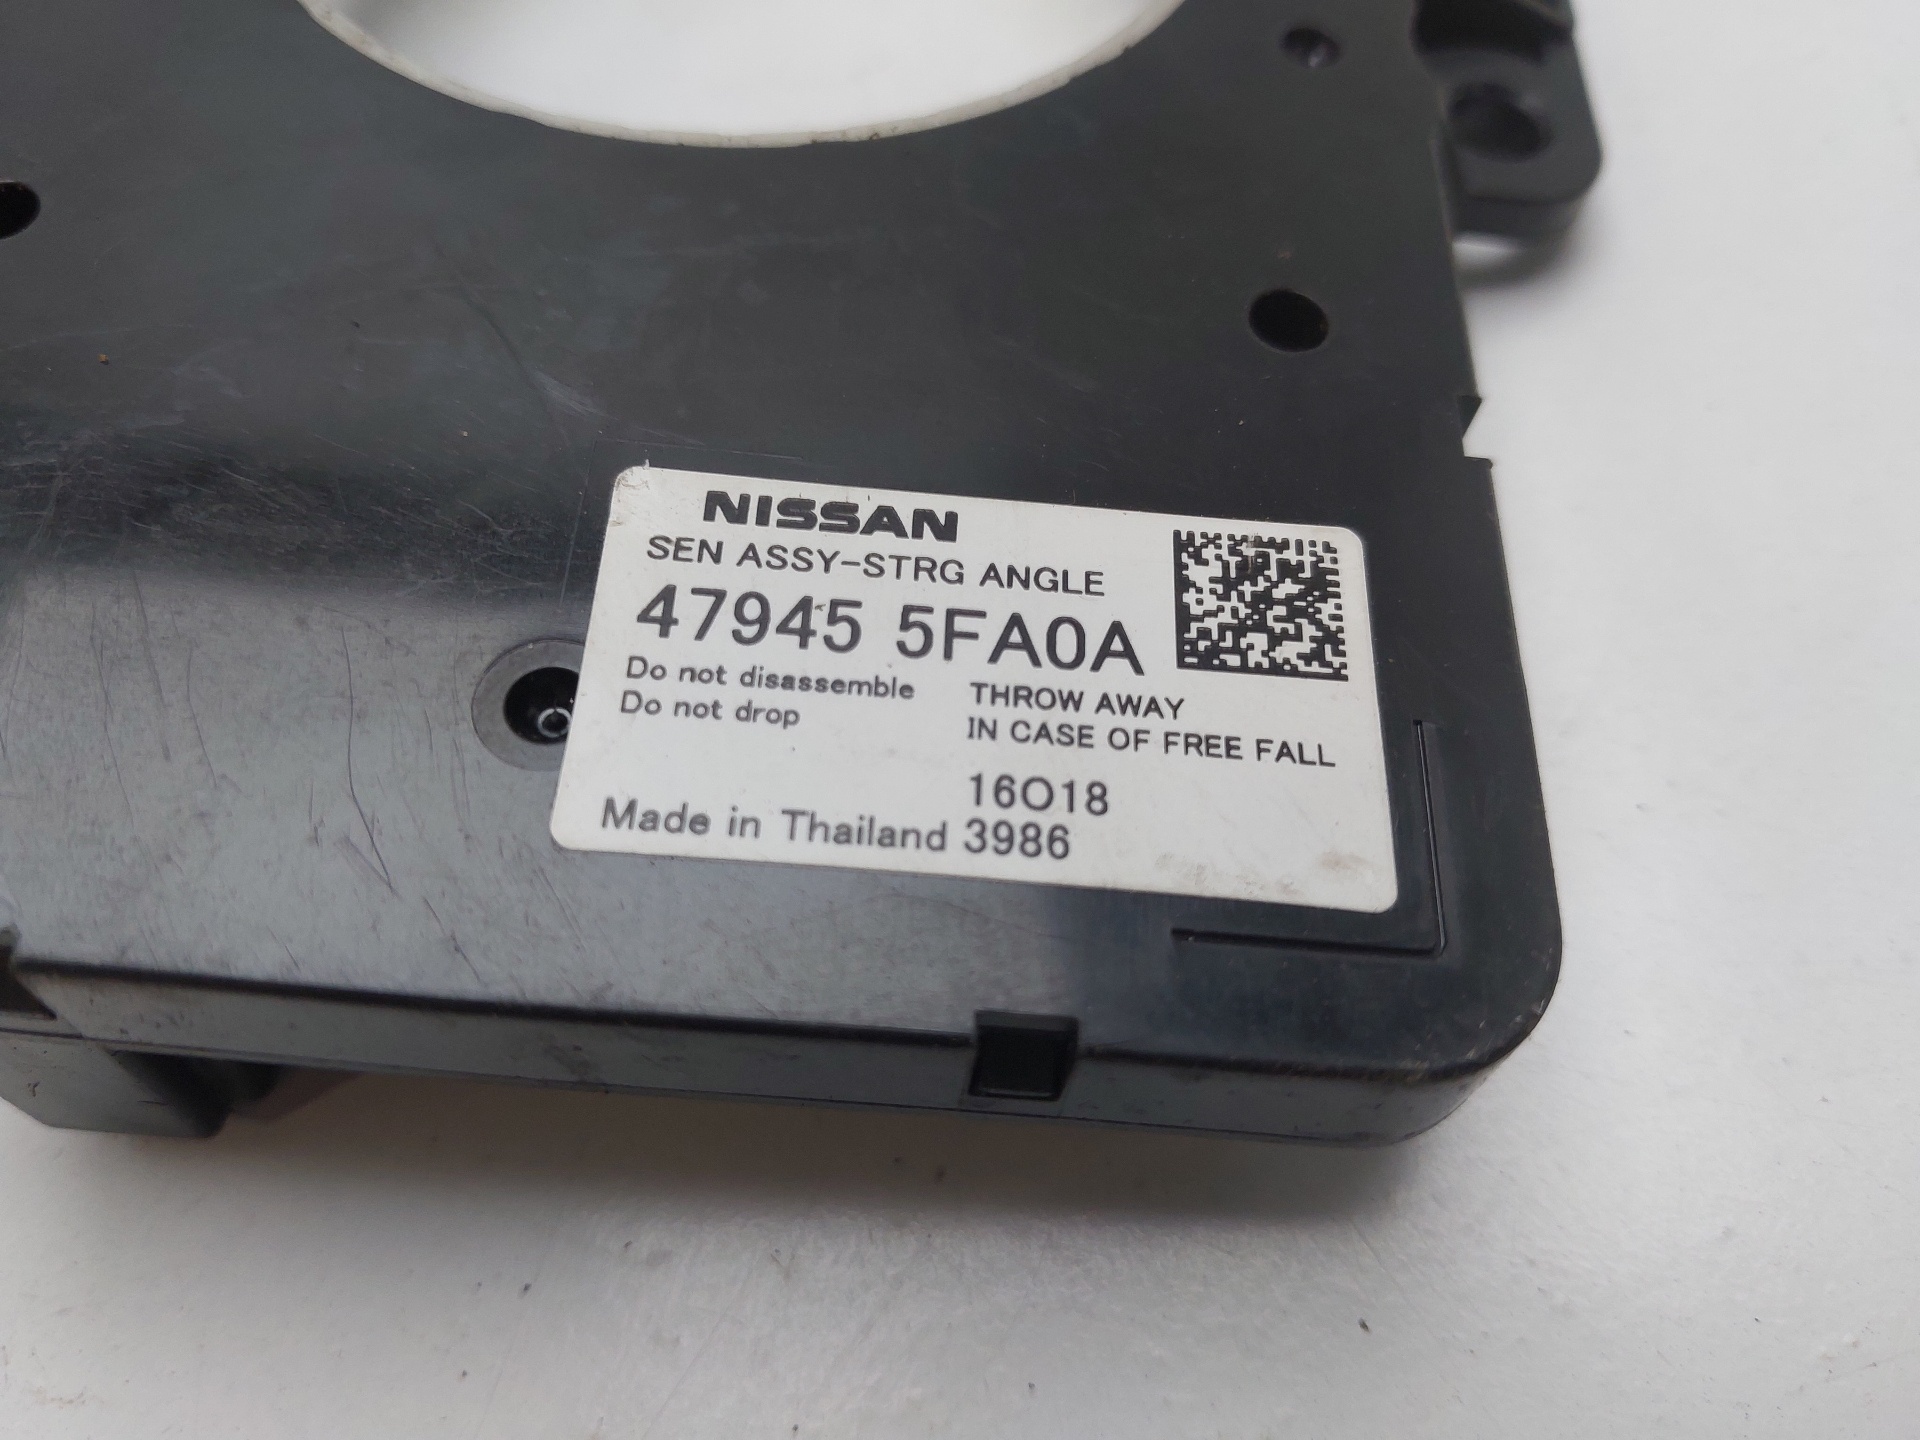 NISSAN
SEN ASSY-STRG ANGLE
47945 5FA0A
Do not disassemble
Do not drop
THROW AWAY
IN CASE OF FREE FALL
16O18
Made in Thailand 3986